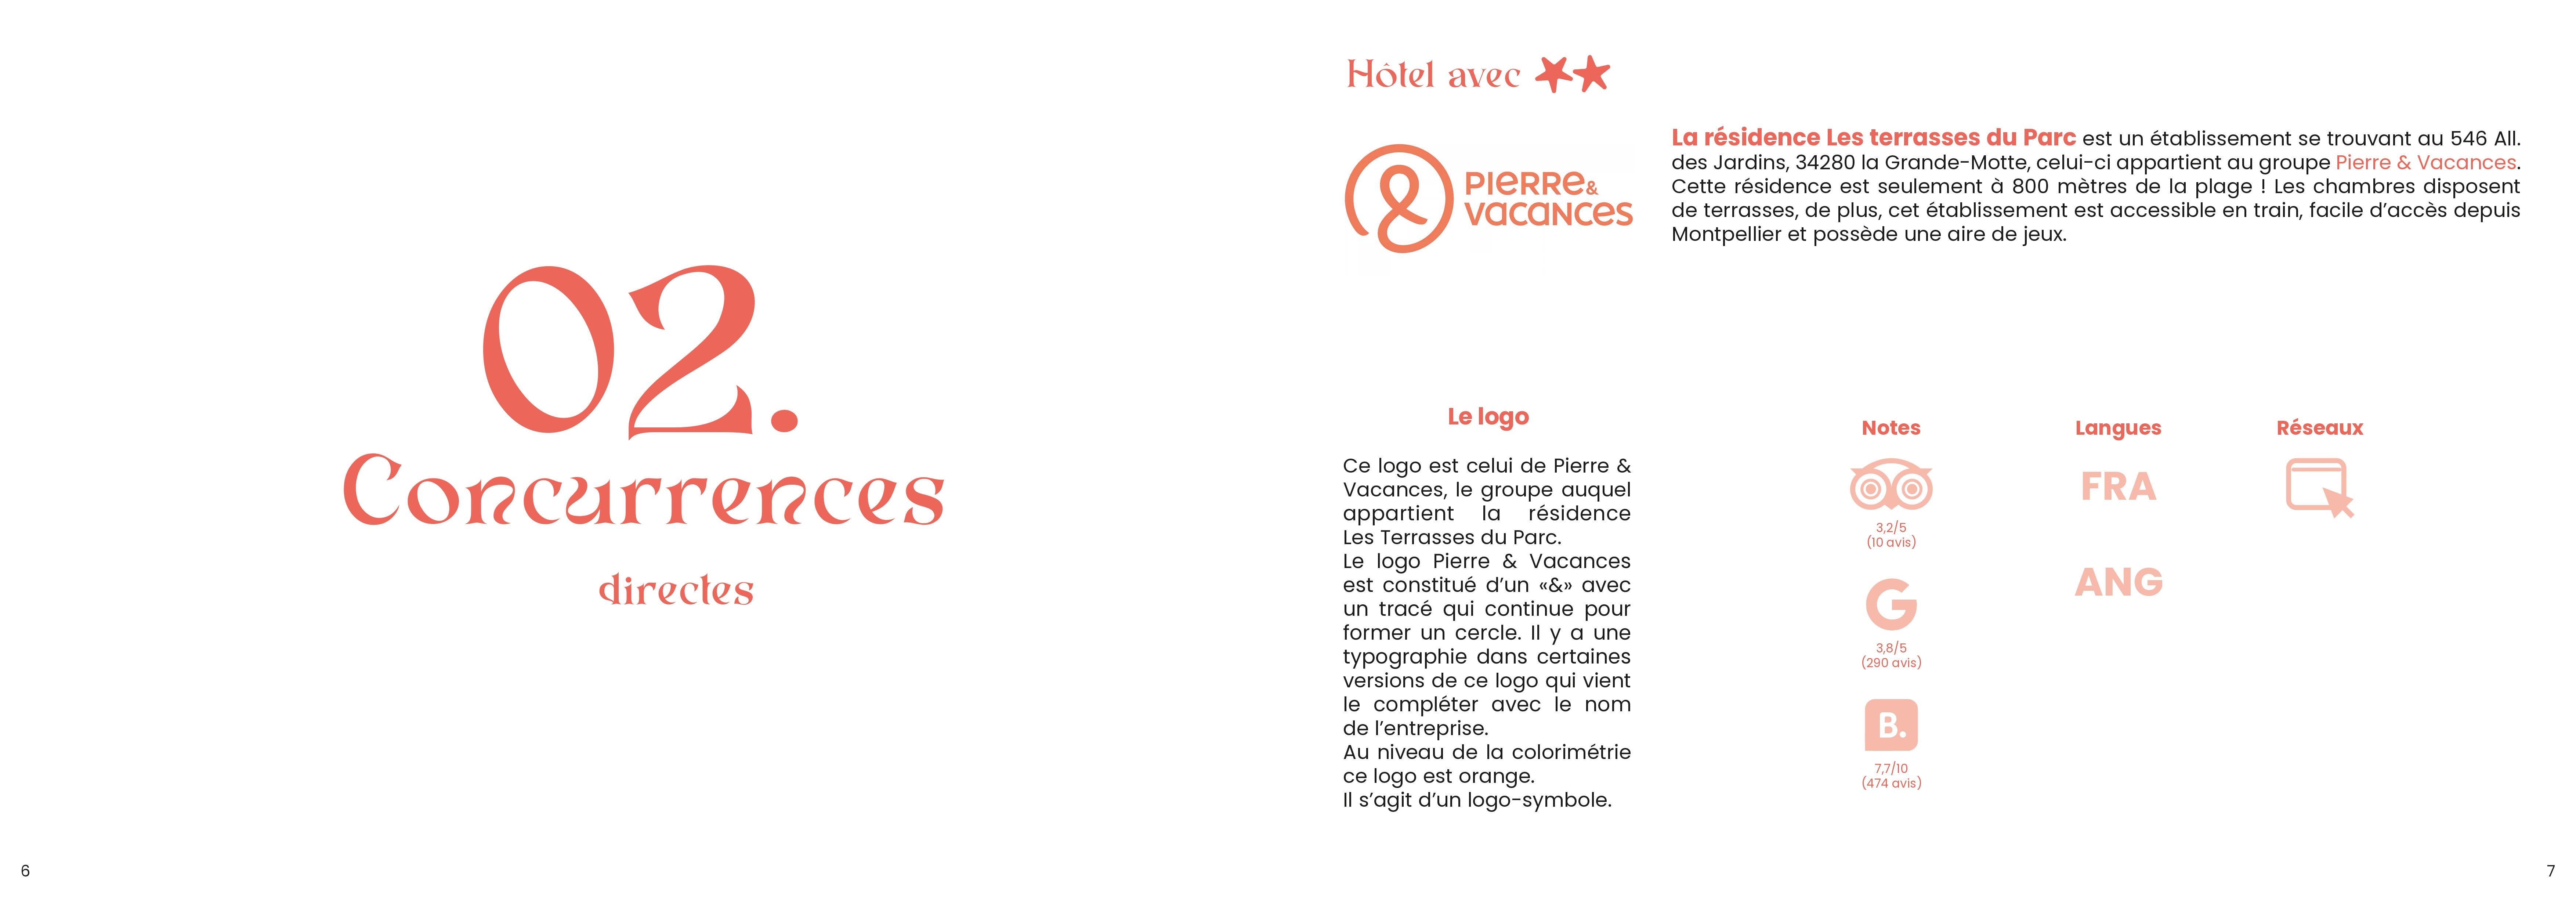 02.
Concurrences
directes
6
Hôtel avec
PIERRE &
VACANCES
La résidence Les terrasses du Parc est un établissement se trouvant au 546 All.
des Jardins, 34280 la Grande-Motte, celui-ci appartient au groupe Pierre & Vacances.
Cette résidence est seulement à 800 mètres de la plage ! Les chambres disposent
de terrasses, de plus, cet établissement est accessible en train, facile d’accès depuis
Montpellier et possède une aire de jeux.
Le logo
Ce logo est celui de Pierre &
Vacances, le groupe auquel
appartient la résidence
Les Terrasses du Parc.
Le logo Pierre & Vacances
est constitué d’un «&» avec
un tracé qui continue pour
former un cercle. Il y a une
typographie dans certaines
versions de ce logo qui vient
le compléter avec le nom
de l’entreprise.
Au niveau de la colorimétrie
ce logo est orange.
Il s’agit d’un logo-symbole.
Notes
3,2/5
(10 avis)
G
3,8/5
(290 avis)
B.
7,7/10
(474 avis)
Langues
FRA
ANG
Réseaux
7